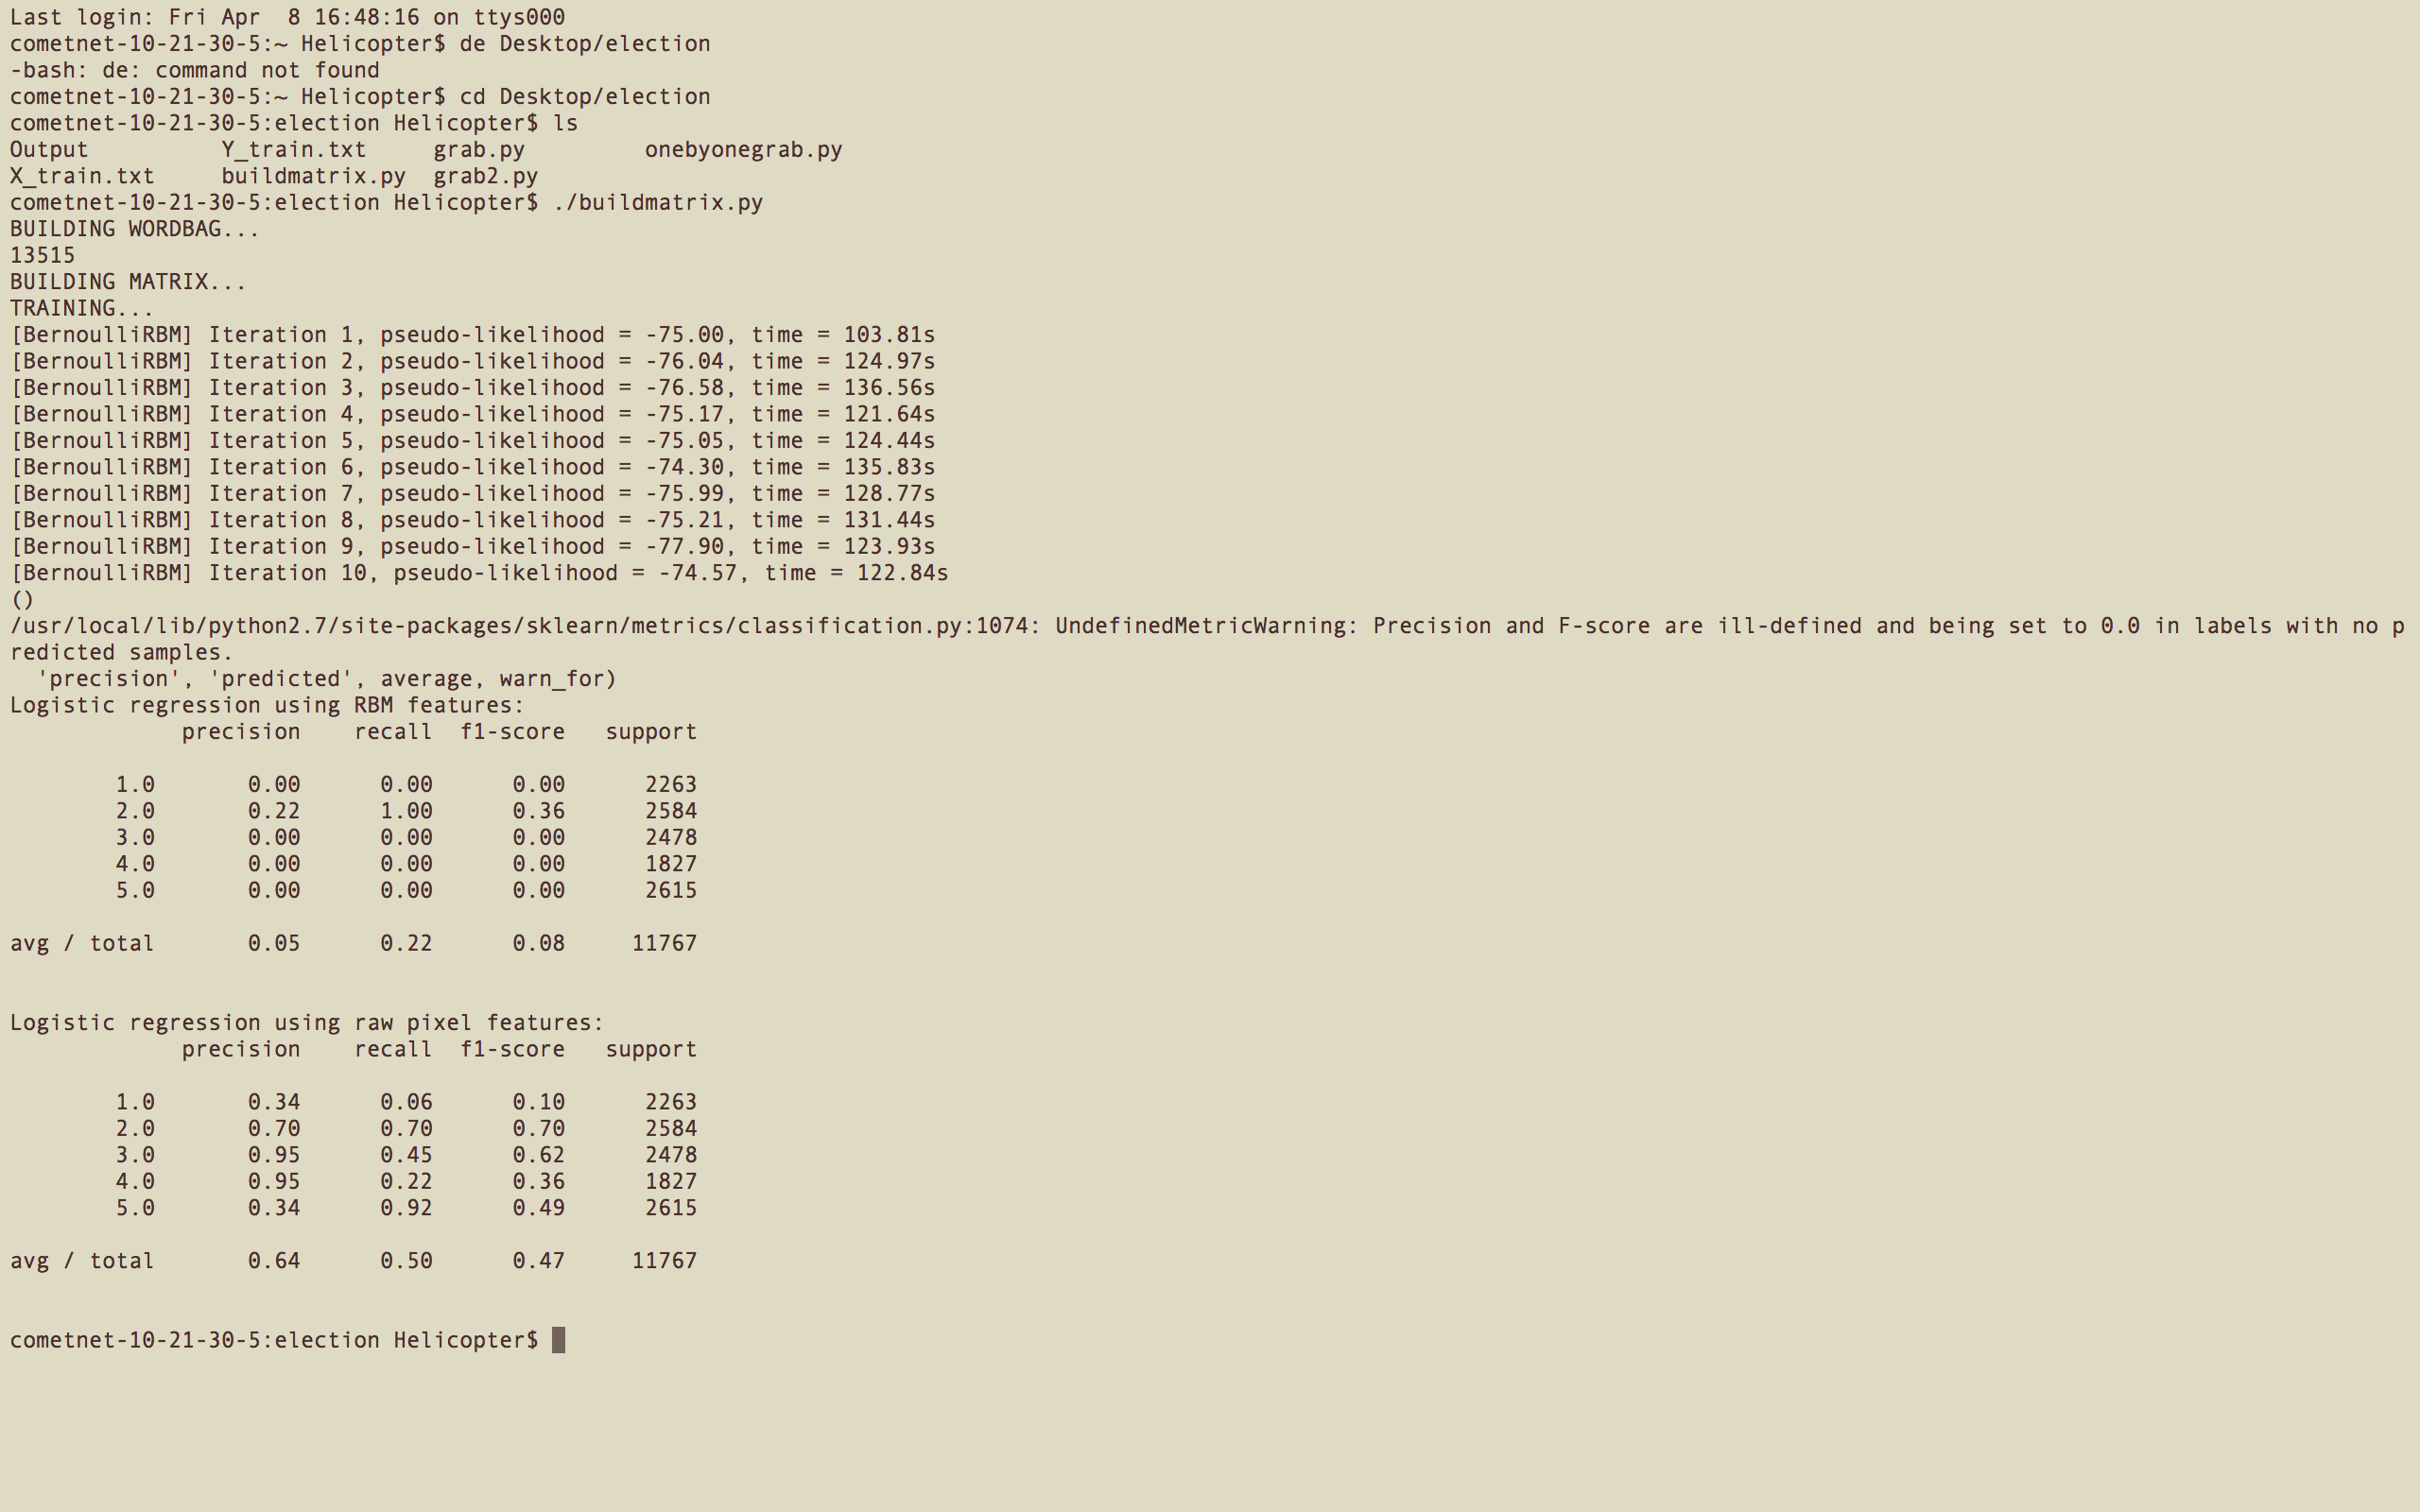 Last login: Fri Apr  8 16:48:16 on ttys000
cometnet-10-21-30-5:~ Helicopter$ de Desktop/election
-bash: de: command not found
cometnet-10-21-30-5:~ Helicopter$ cd Desktop/election
cometnet-10-21-30-5:election Helicopter$ ls
Output          Y_train.txt     grab.py         onebyonegrab.py
X_train.txt     buildmatrix.py  grab2.py
cometnet-10-21-30-5:election Helicopter$ ./buildmatrix.py
BUILDING WORDBAG...
13515
BUILDING MATRIX...
TRAINING...
[BernoulliRBM] Iteration 1, pseudo-likelihood = -75.00, time = 103.81s
[BernoulliRBM] Iteration 2, pseudo-likelihood = -76.04, time = 124.97s
[BernoulliRBM] Iteration 3, pseudo-likelihood = -76.58, time = 136.56s
[BernoulliRBM] Iteration 4, pseudo-likelihood = -75.17, time = 121.64s
[BernoulliRBM] Iteration 5, pseudo-likelihood = -75.05, time = 124.44s
[BernoulliRBM] Iteration 6, pseudo-likelihood = -74.30, time = 135.83s
[BernoulliRBM] Iteration 7, pseudo-likelihood = -75.99, time = 128.77s
[BernoulliRBM] Iteration 8, pseudo-likelihood = -75.21, time = 131.44s
[BernoulliRBM] Iteration 9, pseudo-likelihood = -77.90, time = 123.93s
[BernoulliRBM] Iteration 10, pseudo-likelihood = -74.57, time = 122.84s
()
/usr/local/lib/python2.7/site-packages/sklearn/metrics/classification.py:1074: UndefinedMetricWarning: Precision and F-score are ill-defined and being set to 0.0 in labels with no p
redicted samples.
  'precision', 'predicted', average, warn_for)
Logistic regression using RBM features:
             precision    recall  f1-score   support
        1.0       0.00      0.00      0.00      2263
        2.0       0.22      1.00      0.36      2584
        3.0       0.00      0.00      0.00      2478
        4.0       0.00      0.00      0.00      1827
        5.0       0.00      0.00      0.00      2615
avg / total       0.05      0.22      0.08     11767
Logistic regression using raw pixel features:
             precision    recall  f1-score   support
        1.0       0.34      0.06      0.10      2263
        2.0       0.70      0.70      0.70      2584
        3.0       0.95      0.45      0.62      2478
        4.0       0.95      0.22      0.36      1827
        5.0       0.34      0.92      0.49      2615
avg / total       0.64      0.50      0.47     11767
cometnet-10-21-30-5:election Helicopter$